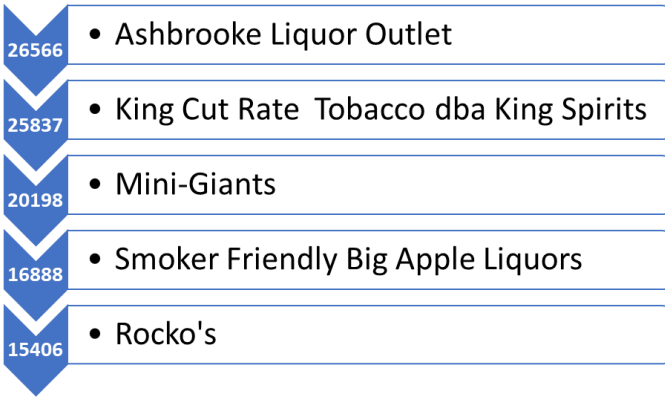 26566
• Ashbrooke Liquor Outlet
25837
• King Cut Rate  Tobacco dba King Spirits
20198
• Mini-Giants
16888
• Smoker Friendly Big Apple Liquors
15406
• Rocko's